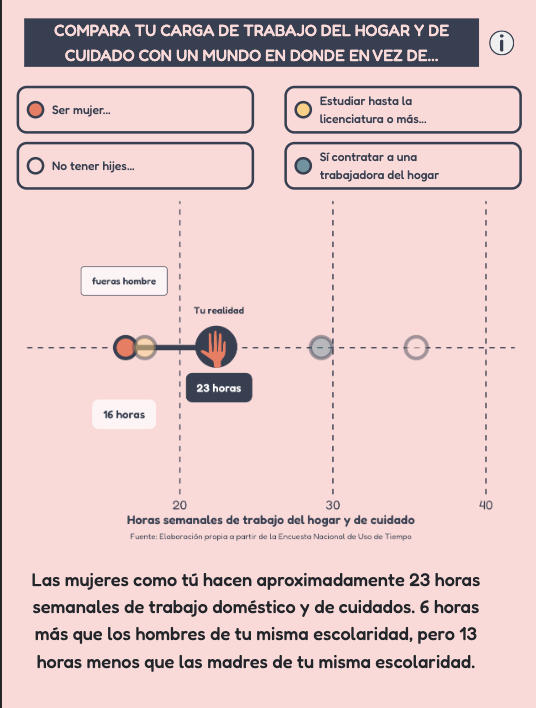 COMPARA TU CARGA DE TRABAJO DEL HOGAR Y DE
CUIDADO CON UN MUNDO EN DONDE EN VEZ DE...
i
Ser mujer...
Estudiar hasta la
licenciatura o más...
No tener hijes...
Sí contratar a una
trabajadora del hogar
fueras hombre
Tu realidad
23 horas
16 horas
20
30
40
Horas semanales de trabajo del hogar y de cuidado
Fuente: Elaboración propia a partir de la Encuesta Nacional de Uso de Tiempo
Las mujeres como tú hacen aproximadamente 23 horas
semanales de trabajo doméstico y de cuidados. 6 horas
más que los hombres de tu misma escolaridad, pero 13
horas menos que las madres de tu misma escolaridad.